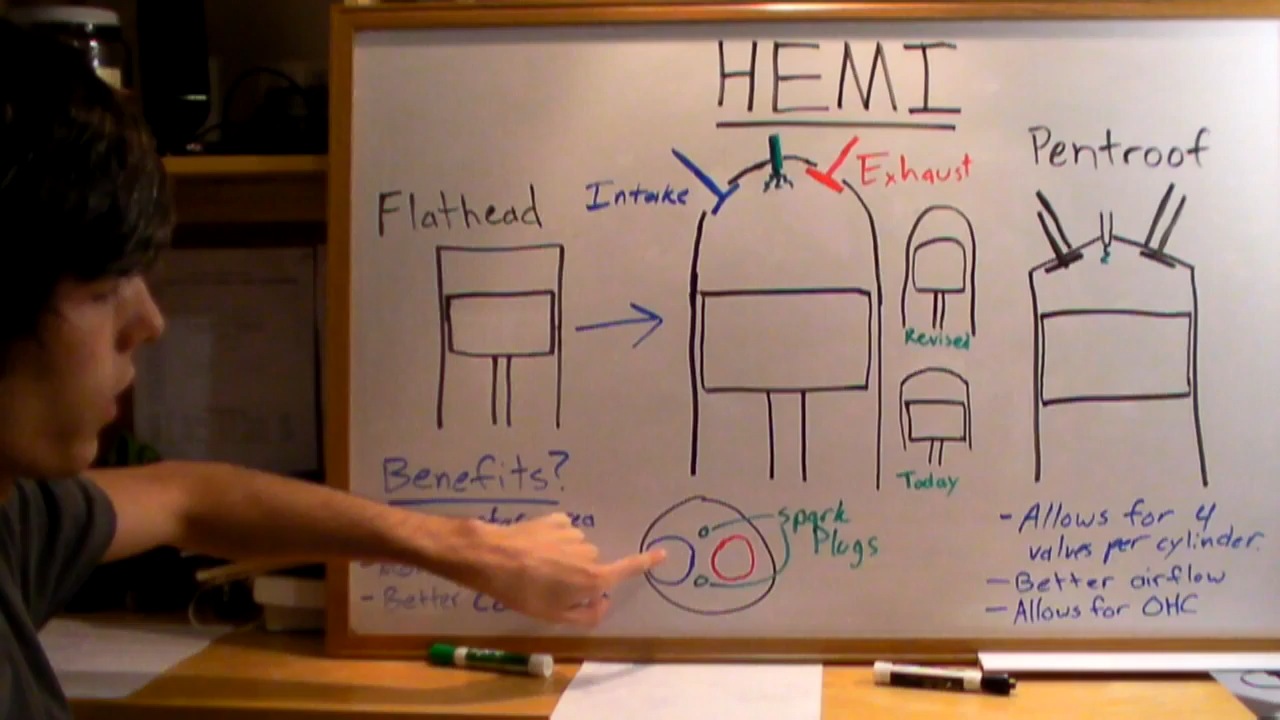 HEMI
Flathead
Intake
Exhaust
Pentroof
Revised
Today
Benefits?
- Better
Spark
Plugs
- Allows for 4
valves per cylinder.
- Better airflow
- Allows for OHC